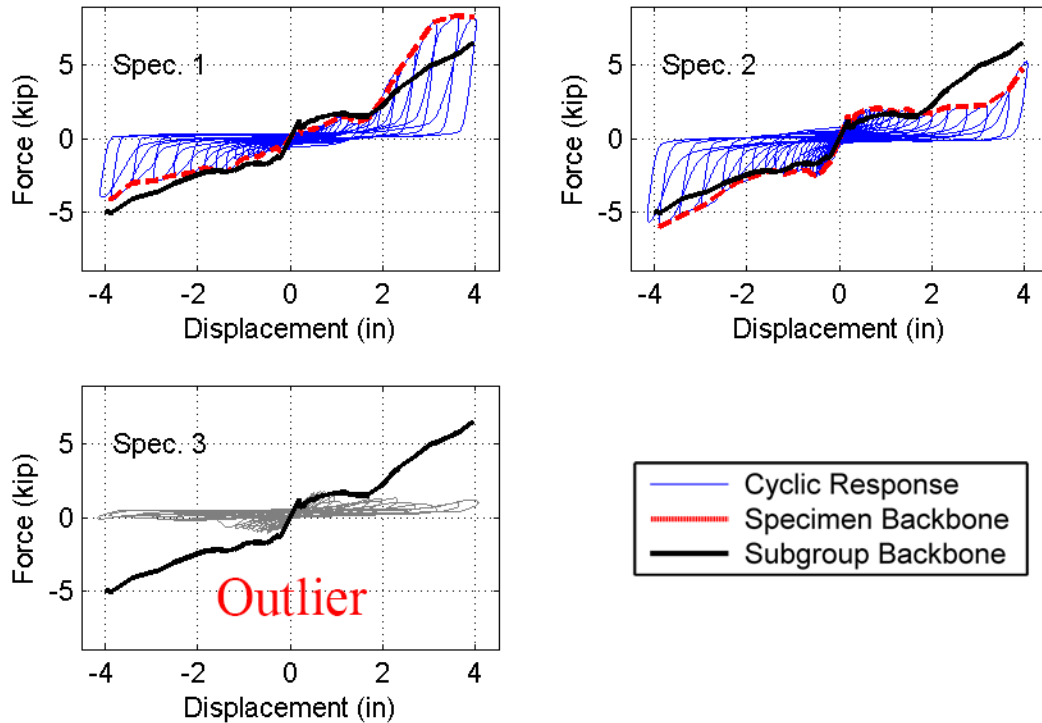 Force (kip)
5
0
-5
Spec. 1
-4 -2 0 2 4
Displacement (in)
Force (kip)
5
0
-5
Spec. 2
-4 -2 0 2 4
Displacement (in)
Force (kip)
5
0
-5
Spec. 3
Outlier
-4 -2 0 2 4
Displacement (in)
Cyclic Response
Specimen Backbone
Subgroup Backbone